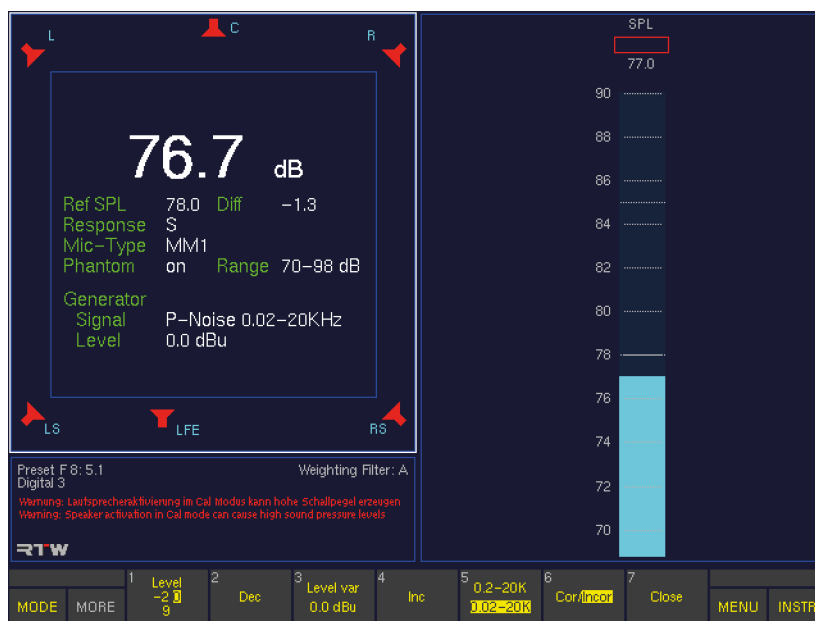 L
C
R
76.7 dB
Ref SPL 78.0 Diff −1.3
Response S
Mic−Type MM1
Phantom on Range 70−98 dB
Generator
Signal P−Noise 0.02−20KHz
Level 0.0 dBu
LS
LFE
RS
Preset F 8: 5.1 Weighting Filter: A
Digital 3
Warnung: Lautsprecheraktivierung im Cal Modus kann hohe Schallpegel erzeugen
Warning: Speaker activation in Cal mode can cause high sound pressure levels
RTW
SPL
77.0
90
88
86
84
82
80
78
76
74
72
70
MODE
MORE
1 Level
−2 0
9
2 Dec
3 Level var
0.0 dBu
4 Inc
5 0.2−20K
0.02−20K
6 Cor/Incor
7 Close
MENU
INSTR